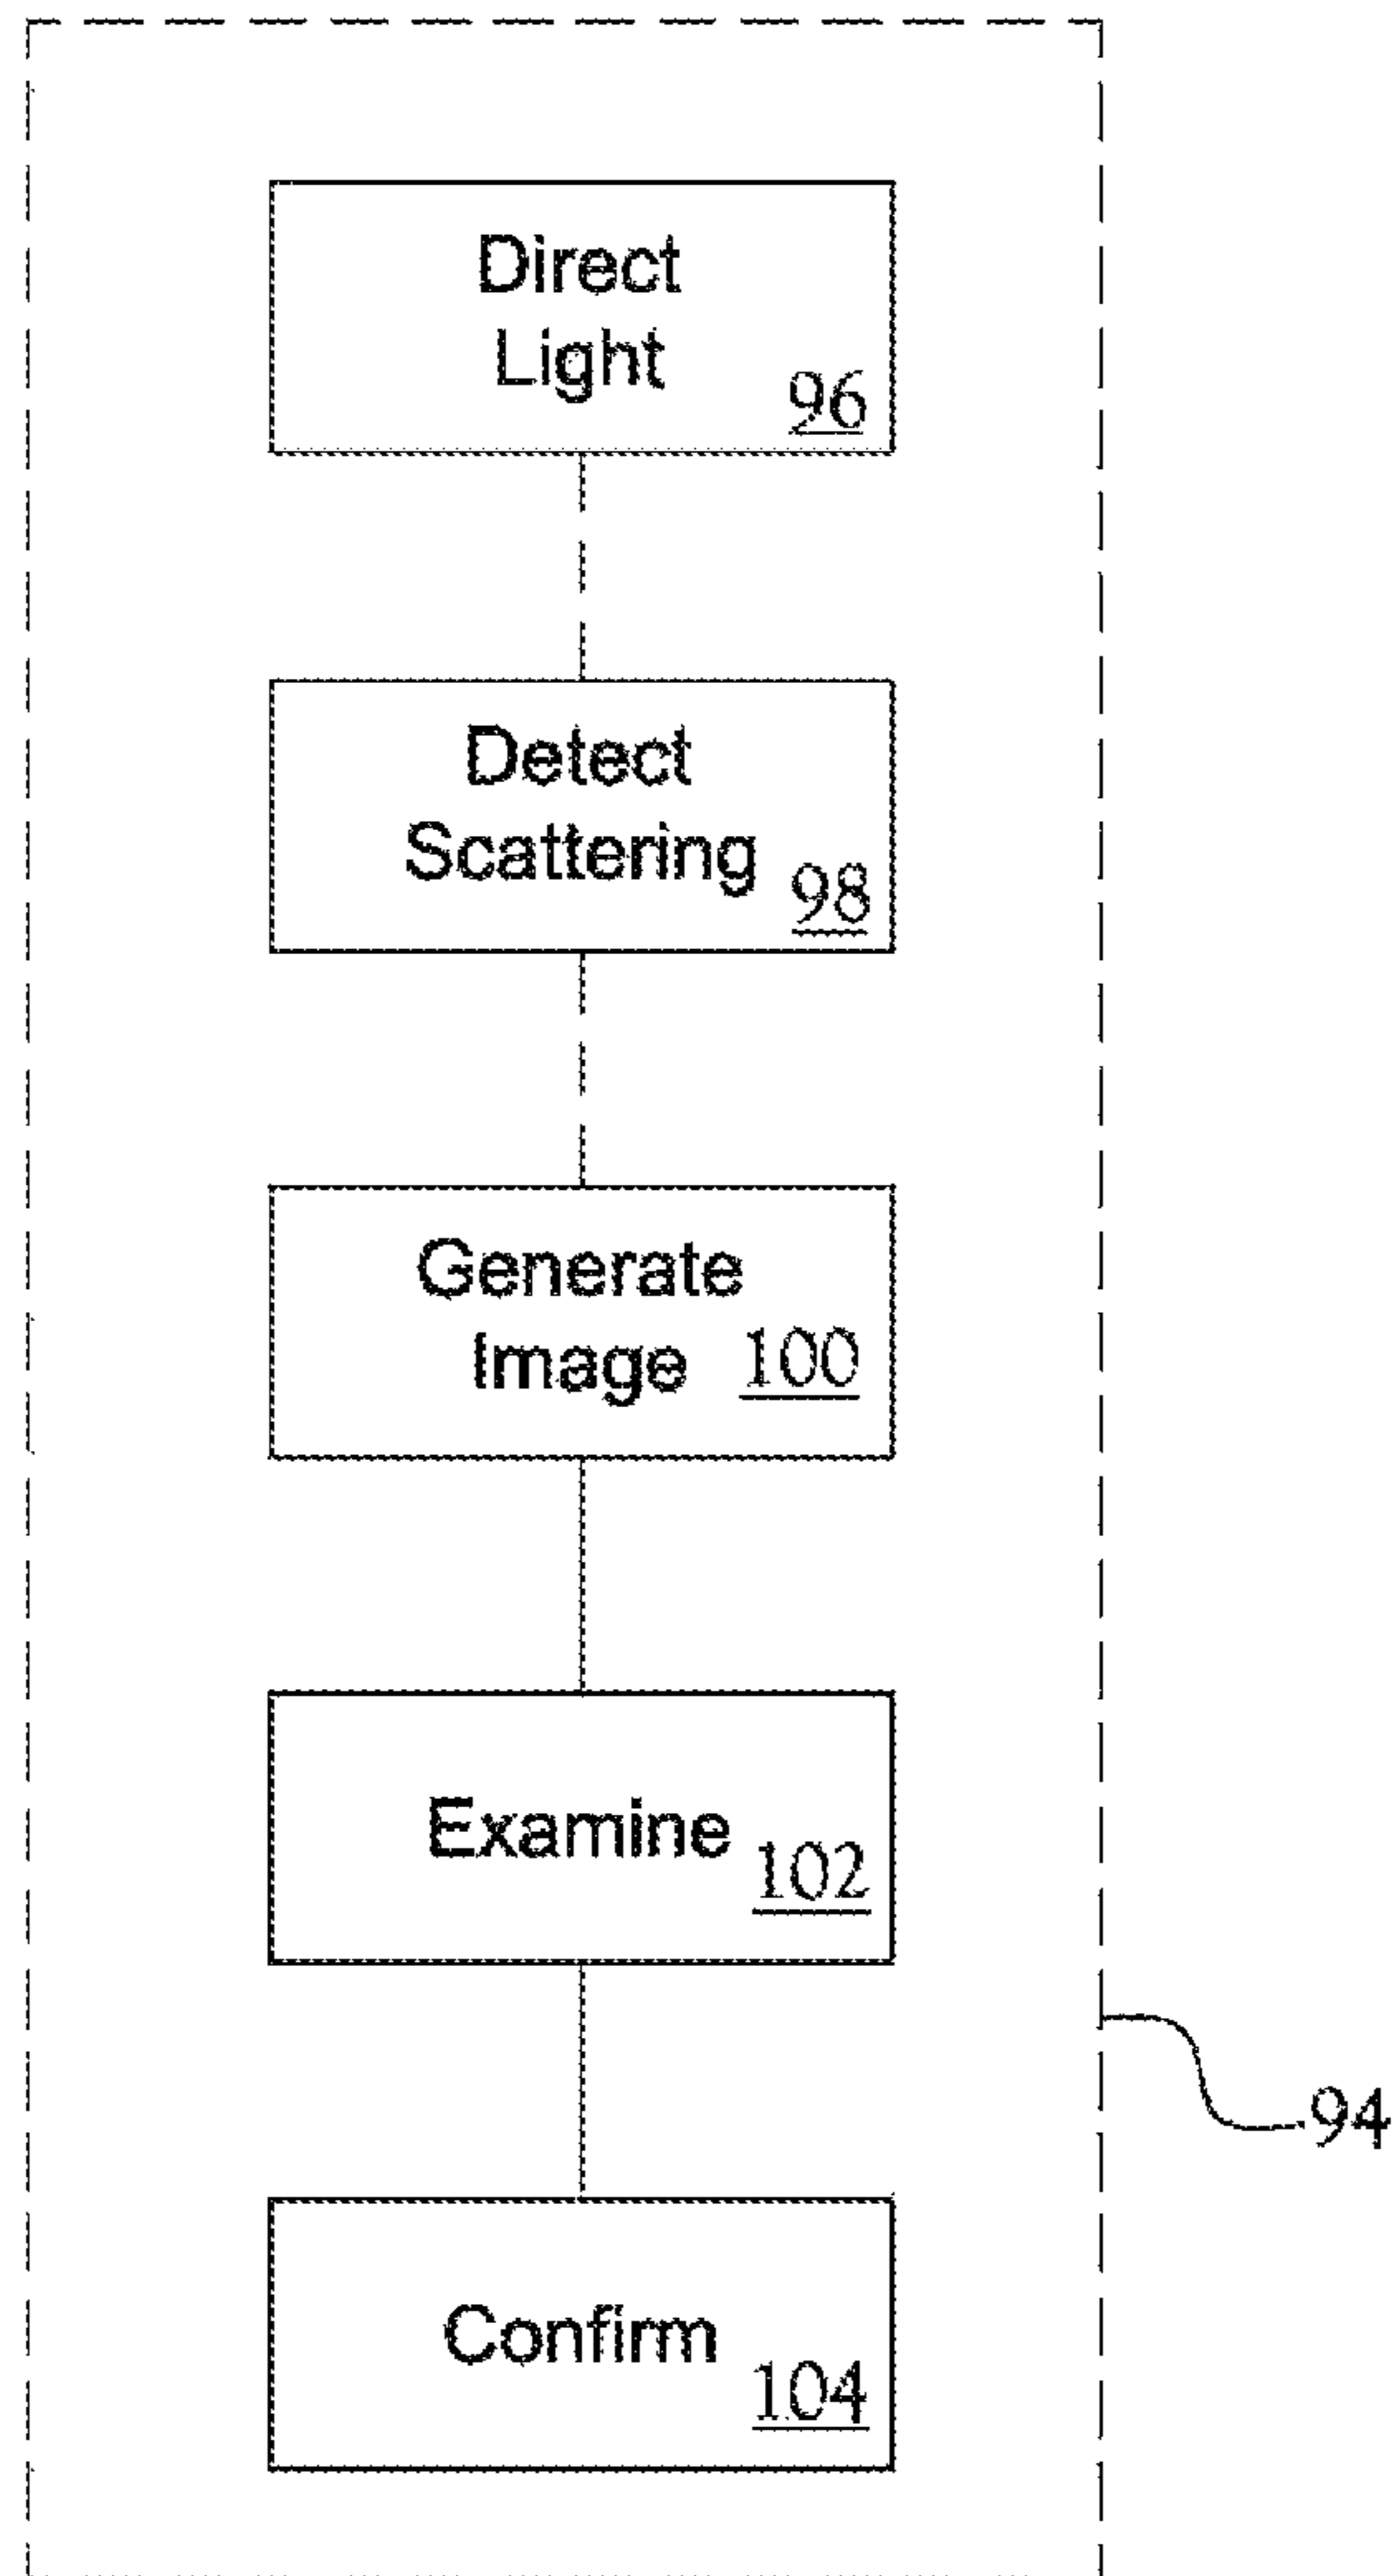 Direct
Light
96
Detect
Scattering
98
Generate
Image 100
Examine
102
94
Confirm
104